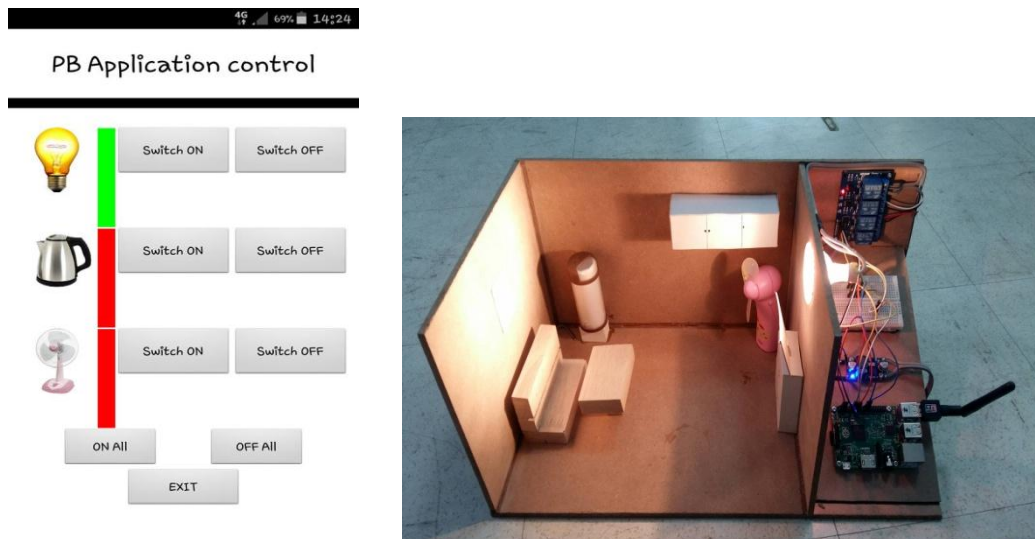 4G 69% 14:24
PB Application control
Switch ON Switch OFF
Switch ON Switch OFF
Switch ON Switch OFF
ON All OFF All
EXIT